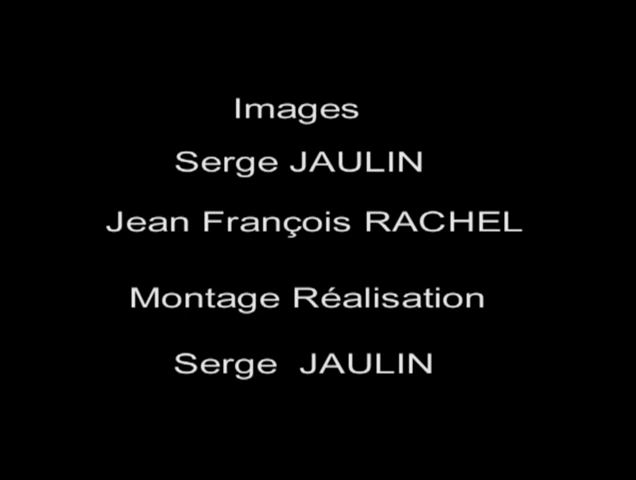 Images
Serge JAULIN
Jean François RACHEL
Montage Réalisation
Serge JAULIN